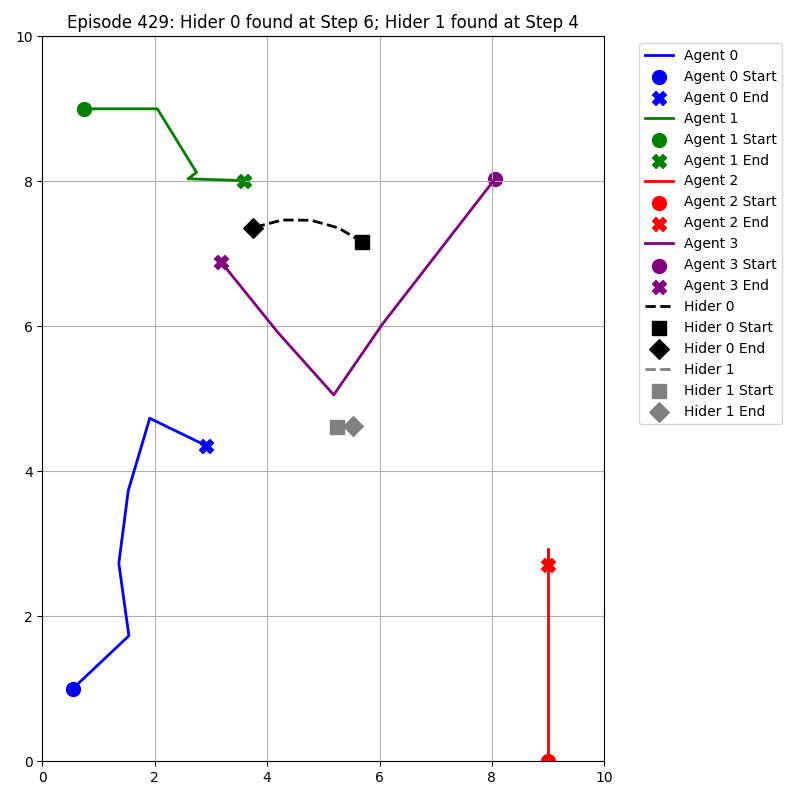 Episode 429: Hider 0 found at Step 6; Hider 1 found at Step 4
10
8
6
4
2
0
0
2
4
6
8
10
Agent 0
Agent 0 Start
Agent 0 End
Agent 1
Agent 1 Start
Agent 1 End
Agent 2
Agent 2 Start
Agent 2 End
Agent 3
Agent 3 Start
Agent 3 End
Hider 0
Hider 0 Start
Hider 0 End
Hider 1
Hider 1 Start
Hider 1 End